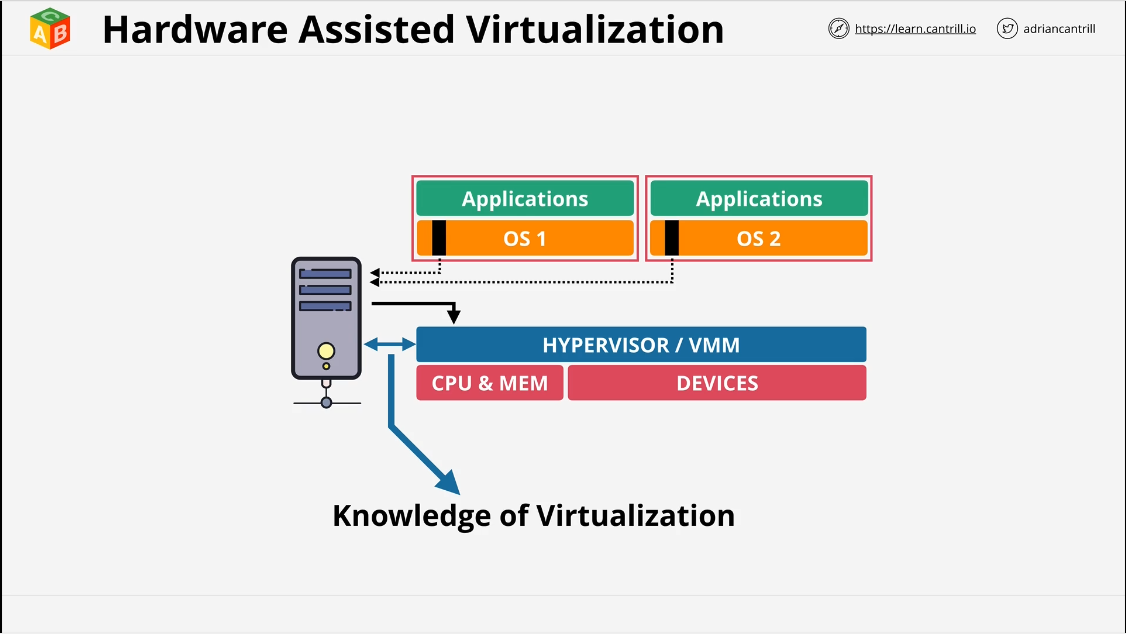 Hardware Assisted Virtualization
https://learn.cantrill.io
adriancantrill
Applications
Applications
OS 1
OS 2
HYPERVISOR / VMM
CPU & MEM
DEVICES
Knowledge of Virtualization
A
C
B